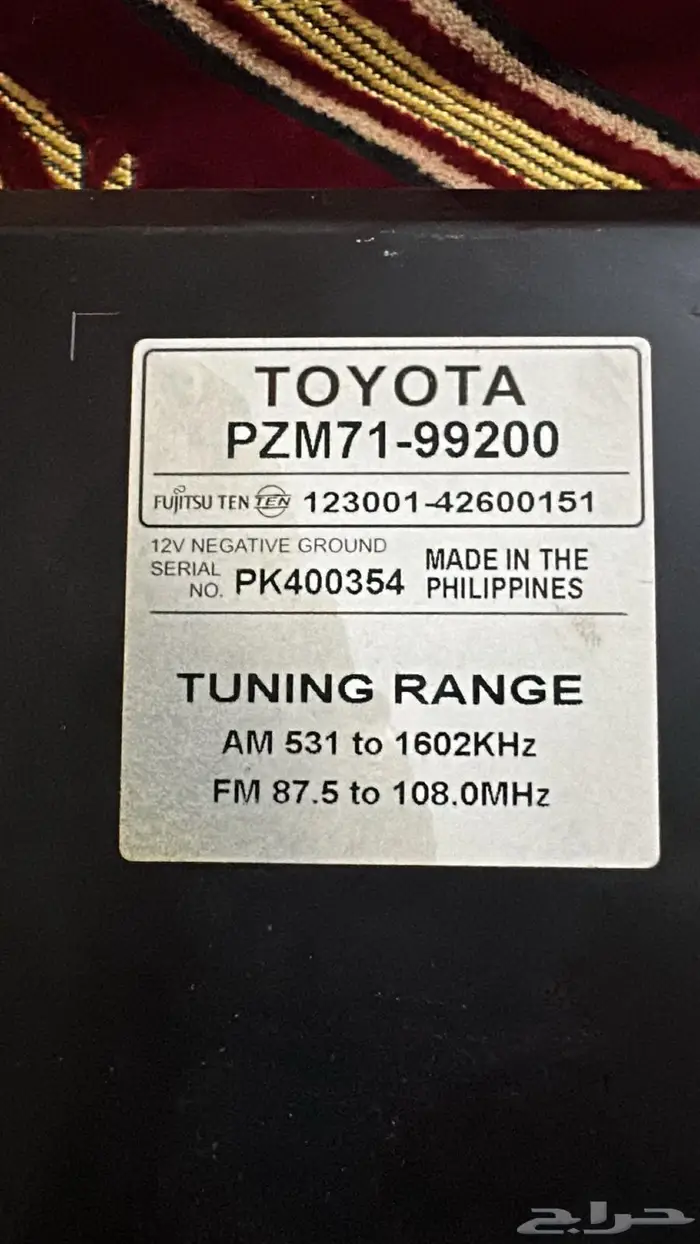 TOYOTA
PZM71-99200
FUJITSU TEN TEN 123001-42600151
12V NEGATIVE GROUND
SERIAL NO. PK400354
MADE IN THE PHILIPPINES
TUNING RANGE
AM 531 to 1602KHz
FM 87.5 to 108.0MHz
حراج